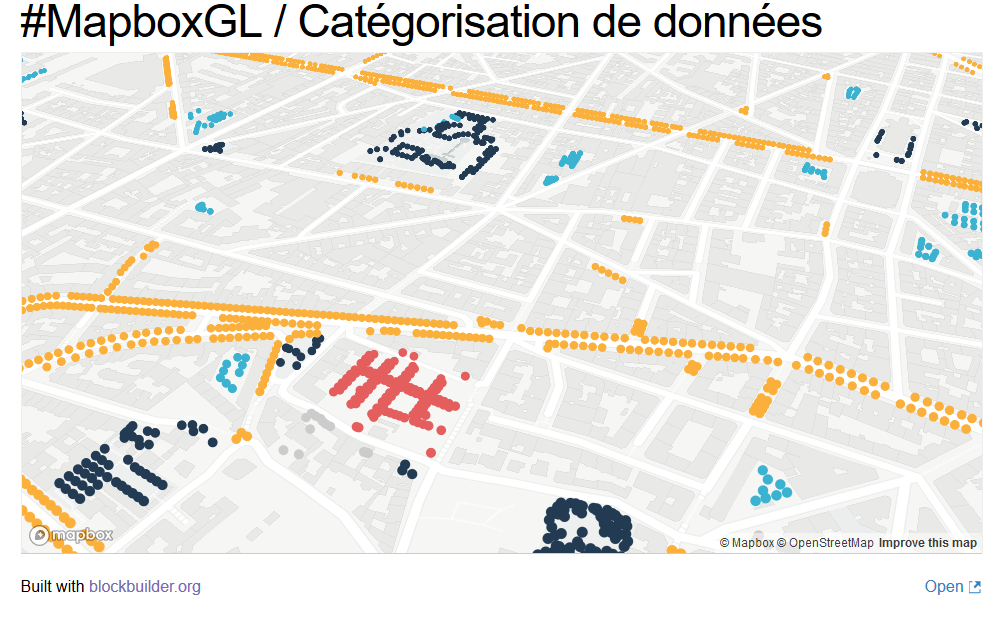 #MapboxGL / Catégorisation de données
mapbox
© Mapbox © OpenStreetMap Improve this map
Built with blockbuilder.org
Open